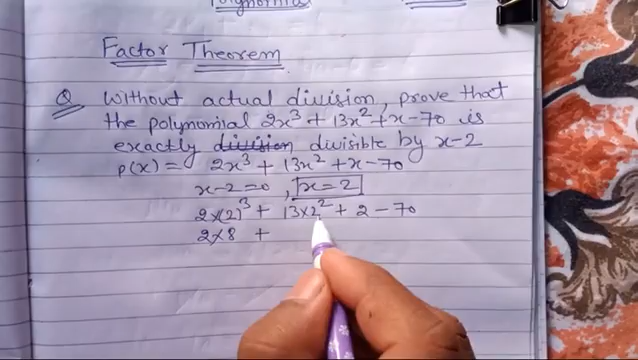 Polynomial
Factor Theorem
Q Without actual division, prove that
the polynomial 2x³ + 13x² + x - 70 is
exactly division divisible by x-2
p(x) = 2x³ + 13x² + x - 70
x-2=0, x=2
2×(2)³ + 13×2² + 2 - 70
2×8 +